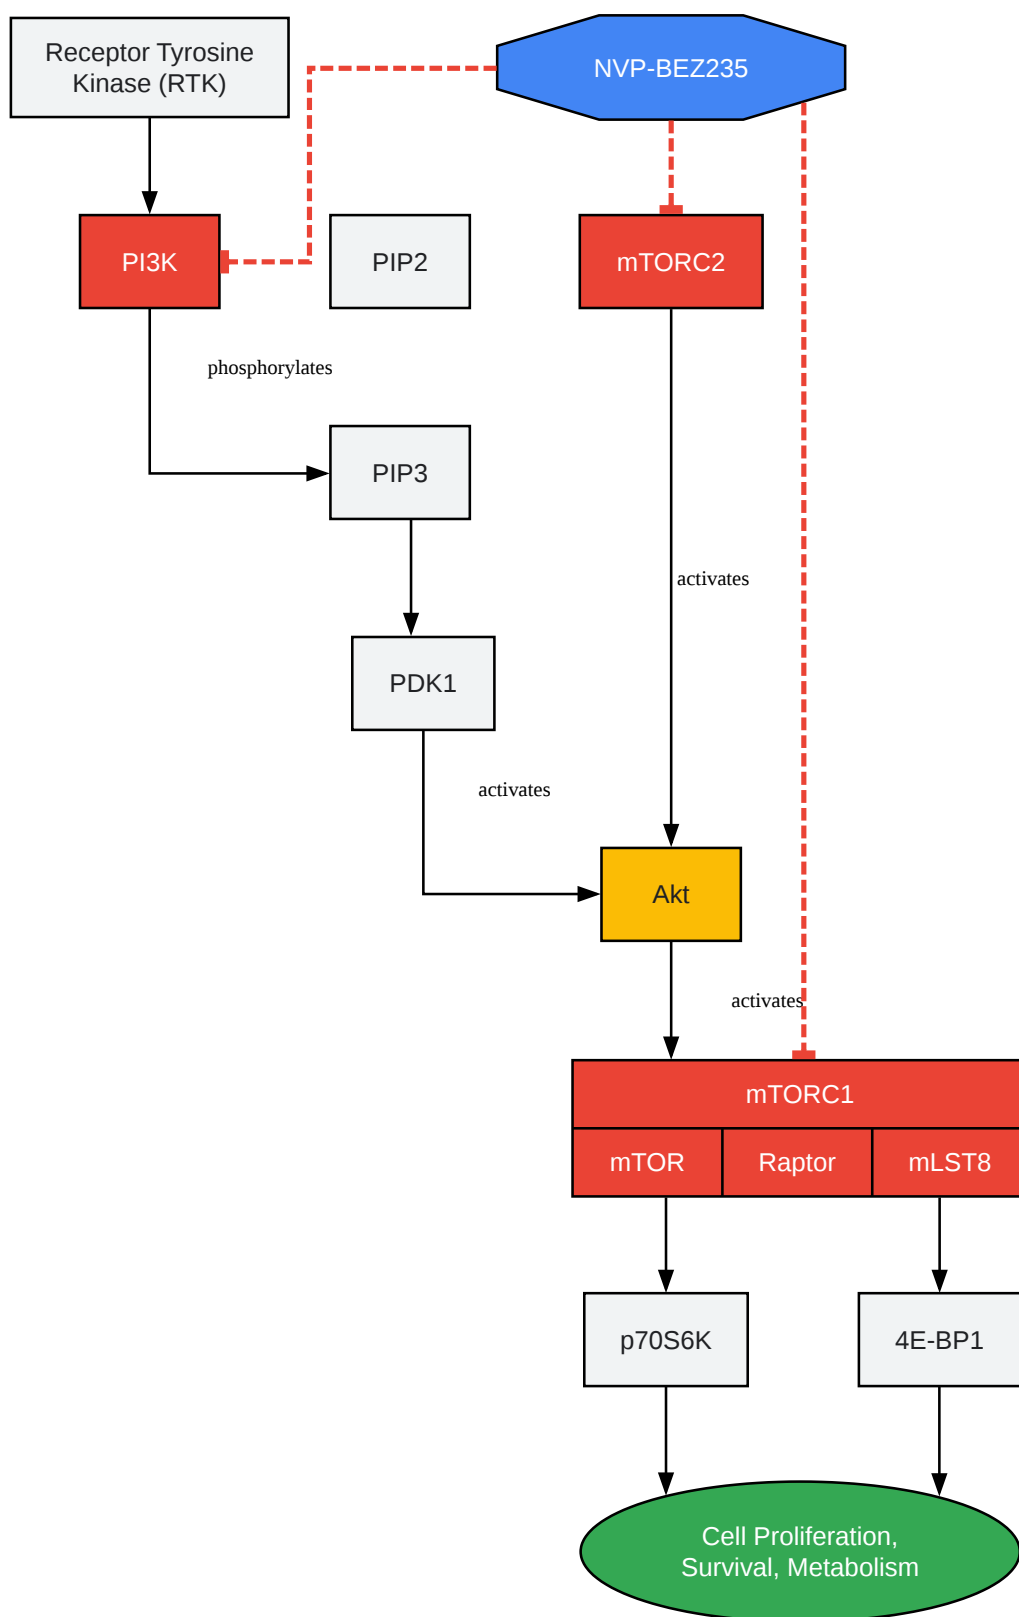 Receptor Tyrosine
Kinase (RTK)
NVP-BEZ235
PI3K
PIP2
mTORC2
phosphorylates
PIP3
activates
PDK1
activates
Akt
activates
mTORC1
mTOR
Raptor
mLST8
p70S6K
4E-BP1
Cell Proliferation,
Survival, Metabolism